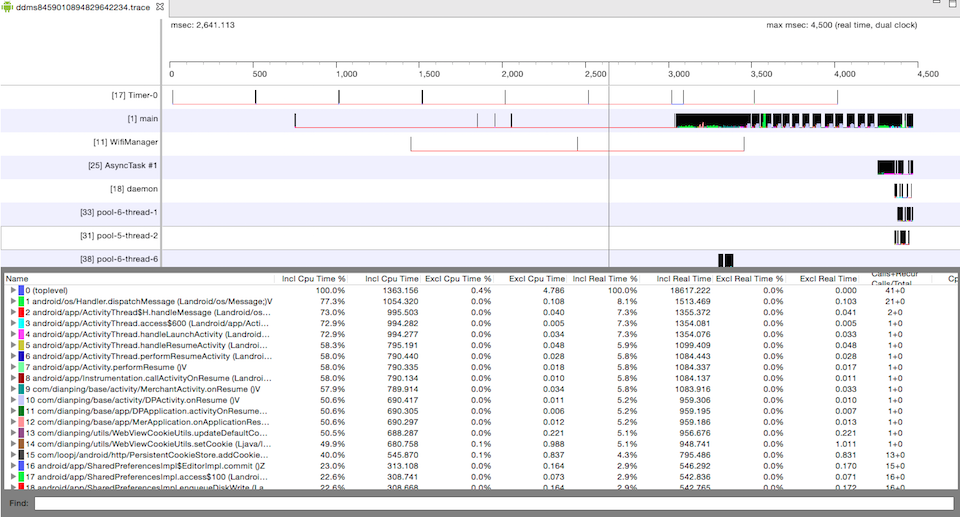 ddms8459010894829642234.trace
msec: 2,641.113 max msec: 4,500 (real time, dual clock)
0 500 1,000 1,500 2,000 2,500 3,000 3,500 4,000 4,500
[17] Timer-0
[1] main
[11] WifiManager
[25] AsyncTask #1
[18] daemon
[33] pool-6-thread-1
[31] pool-5-thread-2
[38] pool-6-thread-6
Name Incl Cpu Time % Incl Cpu Time Excl Cpu Time % Excl Cpu Time Incl Real Time % Incl Real Time Excl Real Time % Excl Real Time Calls+Recur Calls/Total Cp
0 (toplevel) 100.0% 1363.156 0.4% 4.786 100.0% 18617.222 0.0% 0.000 41+0
1 android/os/Handler.dispatchMessage (Landroid/os/Message;)V 77.3% 1054.320 0.0% 0.108 8.1% 1513.469 0.0% 0.103 21+0
2 android/app/ActivityThread$H.handleMessage (Landroid/os... 73.0% 995.503 0.0% 0.040 7.3% 1355.372 0.0% 0.041 2+0
3 android/app/ActivityThread.access$600 (Landroid/app/Acti... 72.9% 994.282 0.0% 0.005 7.3% 1354.081 0.0% 0.005 1+0
4 android/app/ActivityThread.handleLaunchActivity (Landroi... 72.9% 994.277 0.0% 0.034 7.3% 1354.076 0.0% 0.033 1+0
5 android/app/ActivityThread.handleResumeActivity (Landroi... 58.3% 795.191 0.0% 0.048 5.9% 1099.409 0.0% 0.048 1+0
6 android/app/ActivityThread.performResumeActivity (Landroi... 58.0% 790.440 0.0% 0.028 5.8% 1084.443 0.0% 0.028 1+0
7 android/app/Activity.performResume ()V 58.0% 790.335 0.0% 0.018 5.8% 1084.337 0.0% 0.017 1+0
8 android/app/Instrumentation.callActivityOnResume (Landroi... 58.0% 790.134 0.0% 0.010 5.8% 1084.137 0.0% 0.011 1+0
9 com/dianping/base/activity/MerchantActivity.onResume ()V 57.9% 789.914 0.0% 0.034 5.8% 1083.916 0.0% 0.033 1+0
10 com/dianping/base/activity/DPActivity.onResume ()V 50.6% 690.417 0.0% 0.011 5.2% 959.306 0.0% 0.010 1+0
11 com/dianping/base/app/DPApplication.activityOnResume... 50.6% 690.305 0.0% 0.006 5.2% 959.195 0.0% 0.007 1+0
12 com/dianping/base/app/MerApplication.onApplicationRes... 50.6% 690.267 0.0% 0.012 5.2% 959.186 0.0% 0.013 1+0
13 com/dianping/utils/WebViewCookieUtils.updateDefaultCo... 50.5% 688.287 0.0% 0.221 5.1% 956.676 0.0% 0.221 1+0
14 com/dianping/utils/WebViewCookieUtils.setCookie (Ljava/l... 49.9% 680.758 0.1% 0.988 5.1% 948.741 0.0% 1.011 1+0
15 com/loopj/android/http/PersistentCookieStore.addCookie... 40.0% 545.870 0.1% 0.837 4.3% 795.486 0.0% 0.831 13+0
16 android/app/SharedPreferencesImpl$EditorImpl.commit ()Z 23.0% 313.108 0.0% 0.164 2.9% 546.292 0.0% 0.170 15+0
17 android/app/SharedPreferencesImpl.access$100 (Landroi... 22.6% 308.741 0.0% 0.073 2.9% 542.836 0.0% 0.071 16+0
18 android/app/SharedPreferencesImpl.enqueueDiskWrite (La... 22.6% 308.668 0.0% 0.164 2.9% 542.765 0.0% 0.172 16+0
Find: